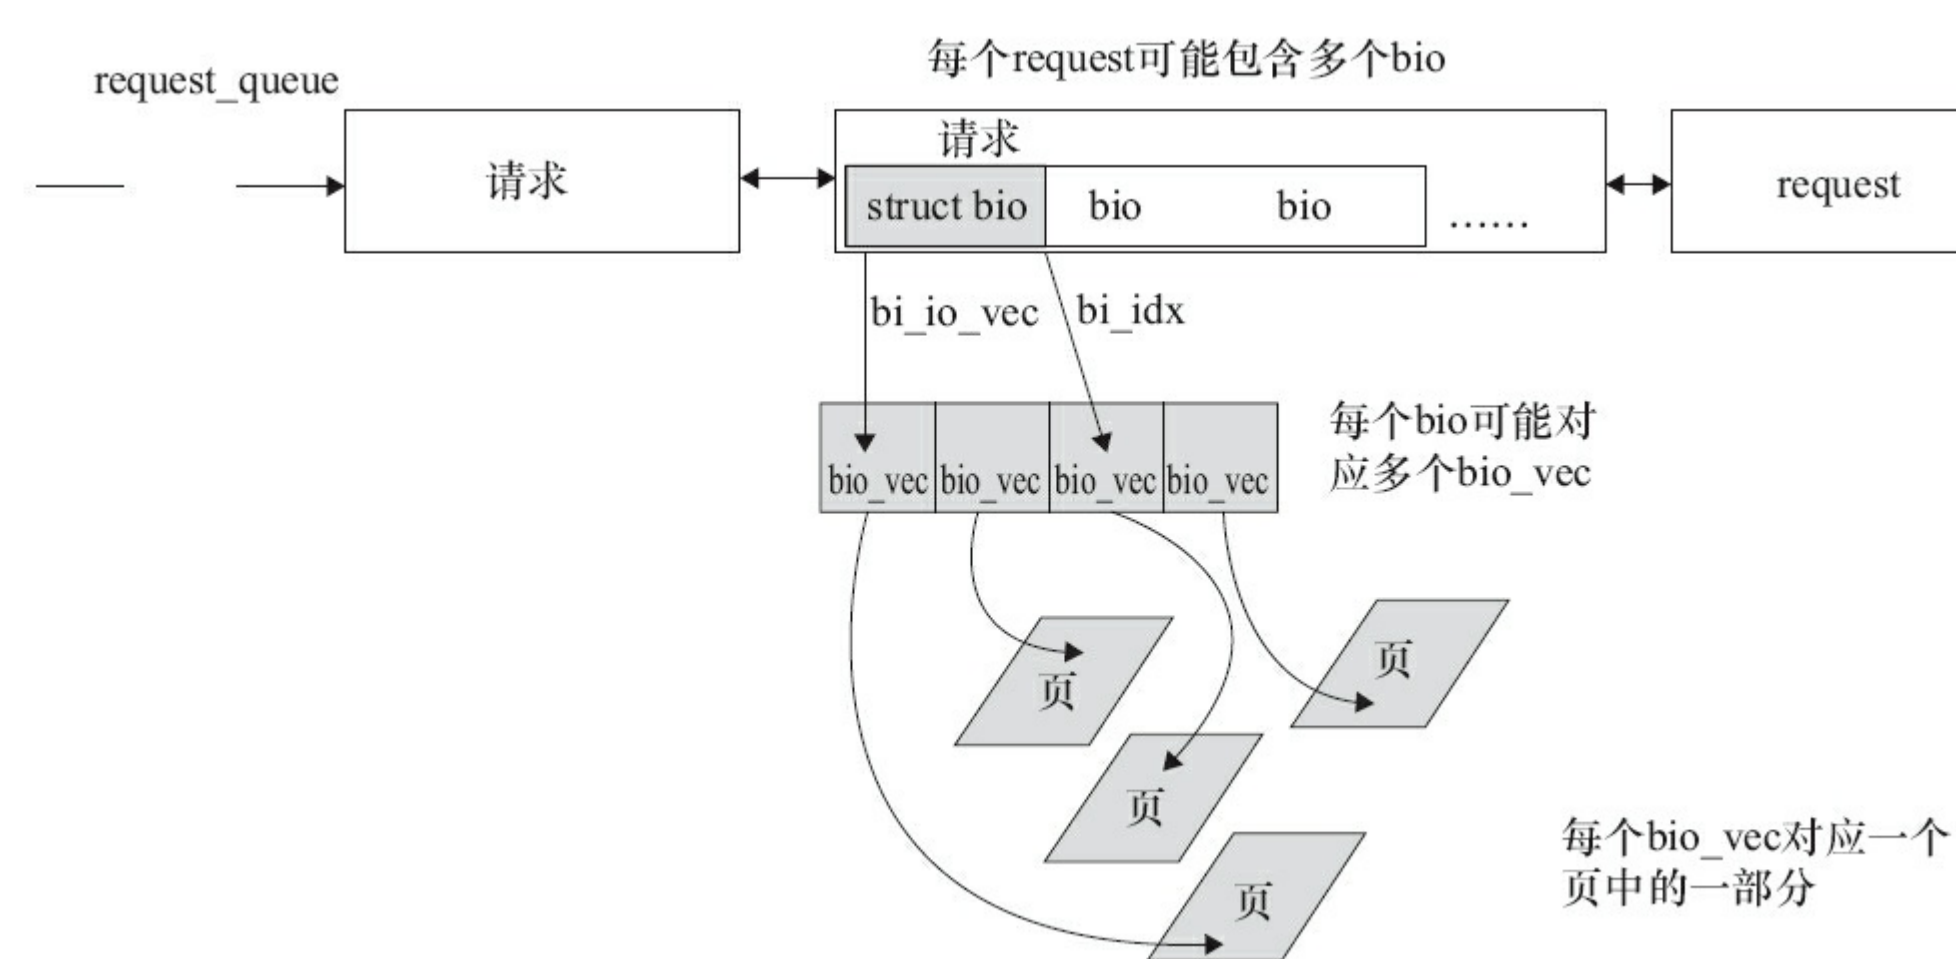 每个request可能包含多个bio
request_queue
请求
请求
struct bio
bio
bio
......
request
bi_io_vec
bi_idx
bio_vec
bio_vec
bio_vec
bio_vec
每个bio可能对
应多个bio_vec
页
页
页
页
每个bio_vec对应一个
页中的一部分